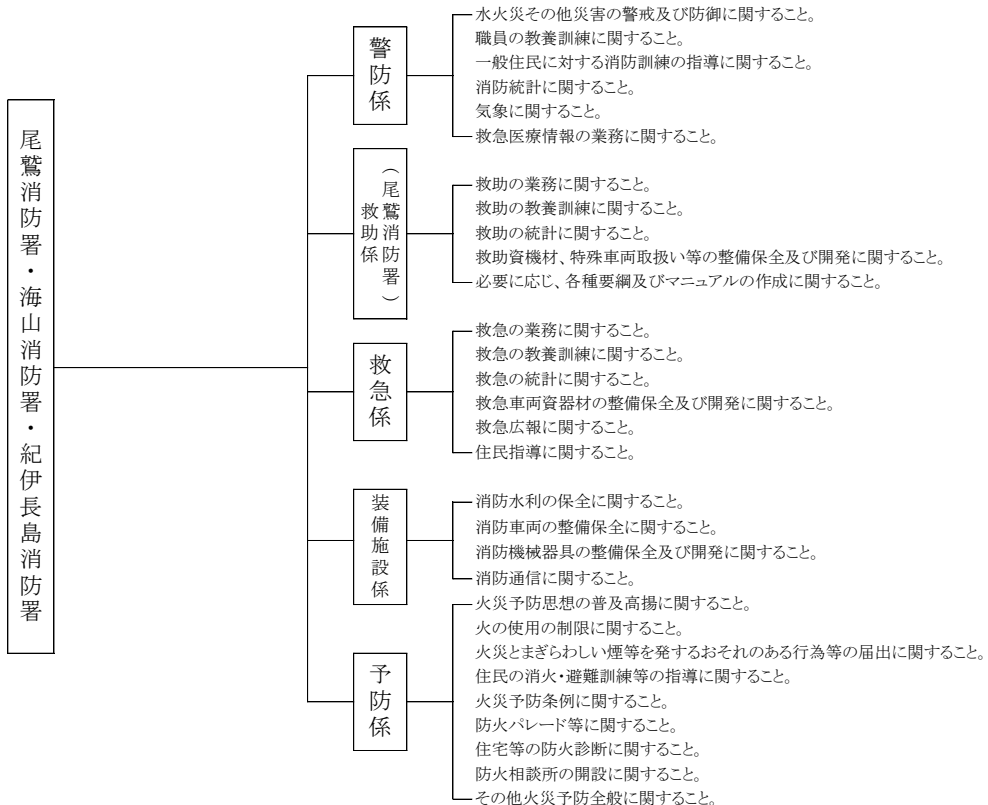 尾鷲消防署・海山消防署・紀伊長島消防署
警防係
水火災その他災害の警戒及び防御に関すること。
職員の教養訓練に関すること。
一般住民に対する消防訓練の指導に関すること。
消防統計に関すること。
気象に関すること。
救急医療情報の業務に関すること。
（尾鷲消防署）
救助係
救助の業務に関すること。
救助の教養訓練に関すること。
救助の統計に関すること。
救助資機材、特殊車両取扱い等の整備保全及び開発に関すること。
必要に応じ、各種要綱及びマニュアルの作成に関すること。
救急係
救急の業務に関すること。
救急の教養訓練に関すること。
救急の統計に関すること。
救急車両資器材の整備保全及び開発に関すること。
救急広報に関すること。
住民指導に関すること。
装備施設係
消防水利の保全に関すること。
消防車両の整備保全に関すること。
消防機械器具の整備保全及び開発に関すること。
消防通信に関すること。
予防係
火災予防思想の普及高揚に関すること。
火の使用の制限に関すること。
火災とまぎらわしい煙等を発するおそれのある行為等の届出に関すること。
住民の消火・避難訓練等の指導に関すること。
火災予防条例に関すること。
防火パレード等に関すること。
住宅等の防火診断に関すること。
防火相談所の開設に関すること。
その他火災予防全般に関すること。